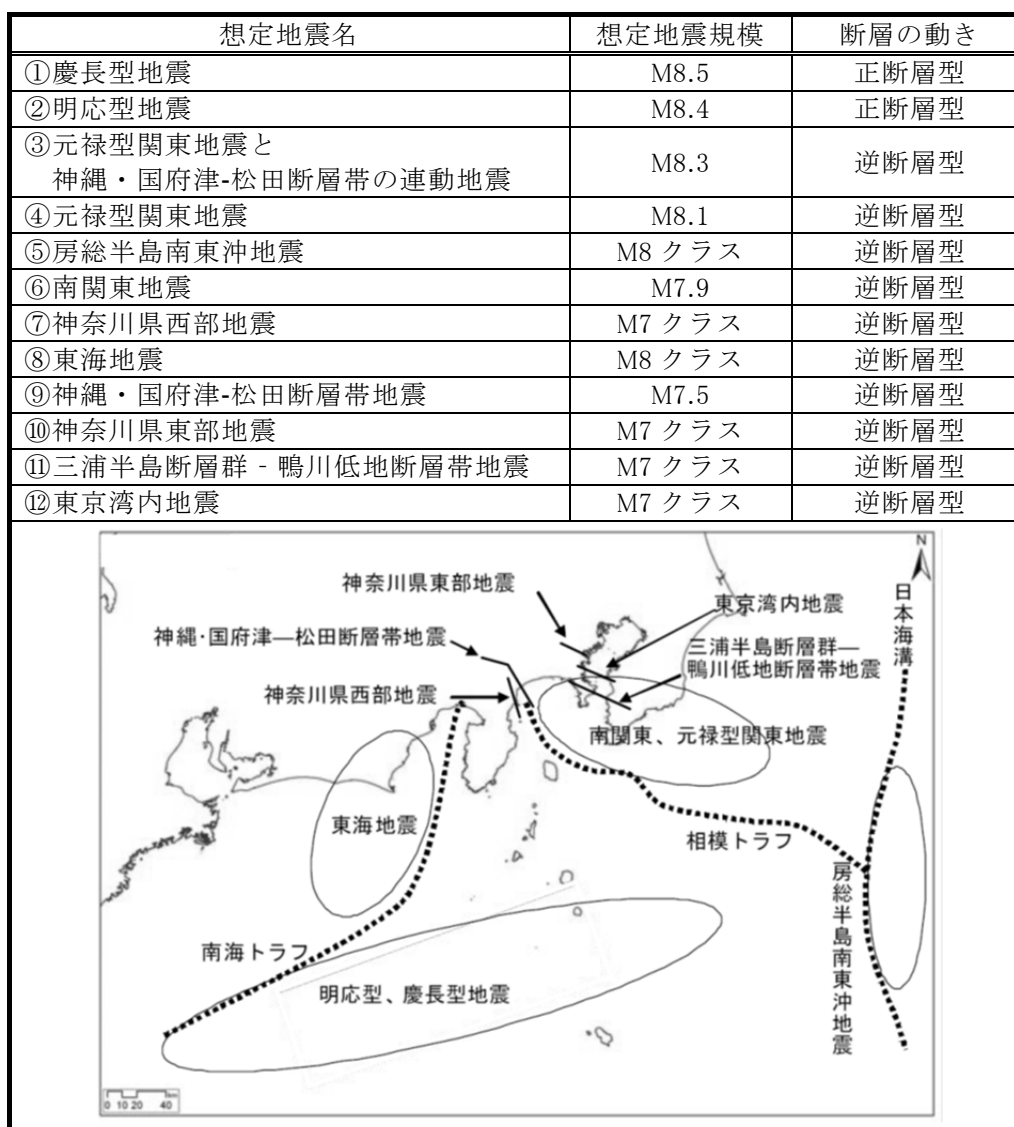 想定地震名 想定地震規模 断層の動き
①慶長型地震 M8.5 正断層型
②明応型地震 M8.4 正断層型
③元禄型関東地震と
神縄・国府津-松田断層帯の連動地震 M8.3 逆断層型
④元禄型関東地震 M8.1 逆断層型
⑤房総半島南東沖地震 M8 クラス 逆断層型
⑥南関東地震 M7.9 逆断層型
⑦神奈川県西部地震 M7 クラス 逆断層型
⑧東海地震 M8 クラス 逆断層型
⑨神縄・国府津-松田断層帯地震 M7.5 逆断層型
⑩神奈川県東部地震 M7 クラス 逆断層型
⑪三浦半島断層群‐鴨川低地断層帯地震 M7 クラス 逆断層型
⑫東京湾内地震 M7 クラス 逆断層型
N
神奈川県東部地震
日本海溝
東京湾内地震
神縄・国府津―松田断層帯地震
三浦半島断層群―
鴨川低地断層帯地震
神奈川県西部地震
南関東、元禄型関東地震
東海地震
相模トラフ
房総半島南東沖地震
南海トラフ
明応型、慶長型地震
km
0 10 20 40